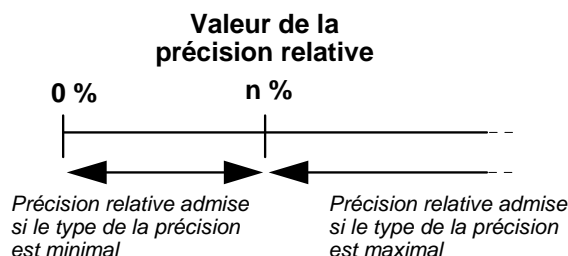 Valeur de la
précision relative
0 % n %
Précision relative admise
si le type de la précision
est minimal
Précision relative admise
si le type de la précision
est maximal